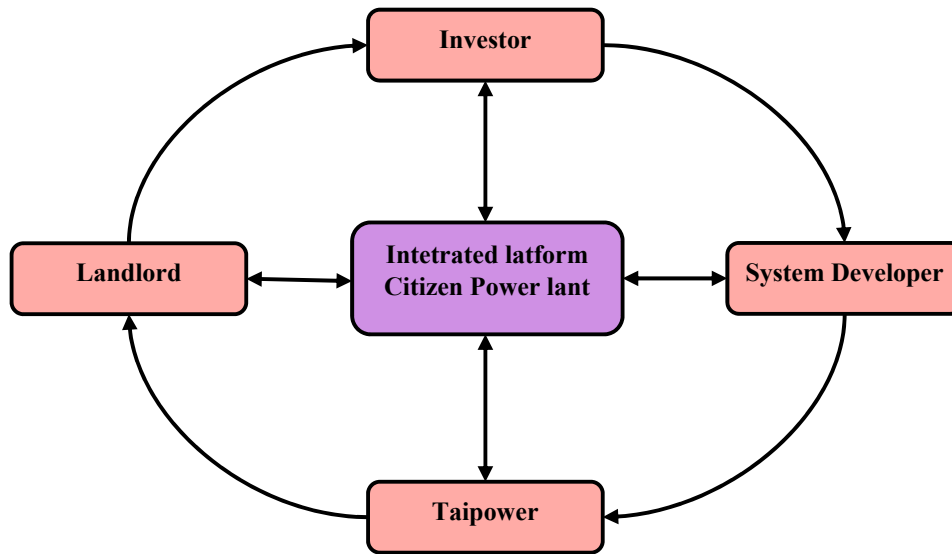 Investor
Landlord
Intetrated latform
Citizen Power lant
System Developer
Taipower